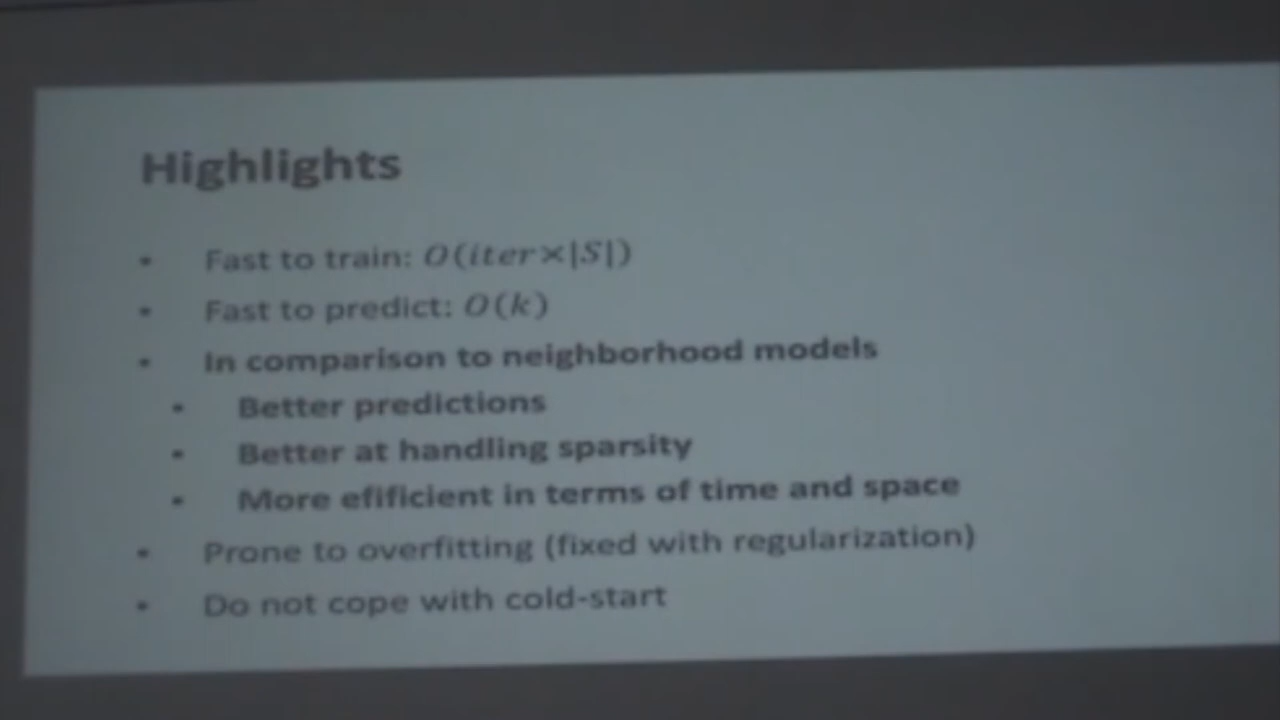 Highlights
• Fast to train: O(iter×|S|)
• Fast to predict: O(k)
• In comparison to neighborhood models
• Better predictions
• Better at handling sparsity
• More efificient in terms of time and space
• Prone to overfitting (fixed with regularization)
• Do not cope with cold-start